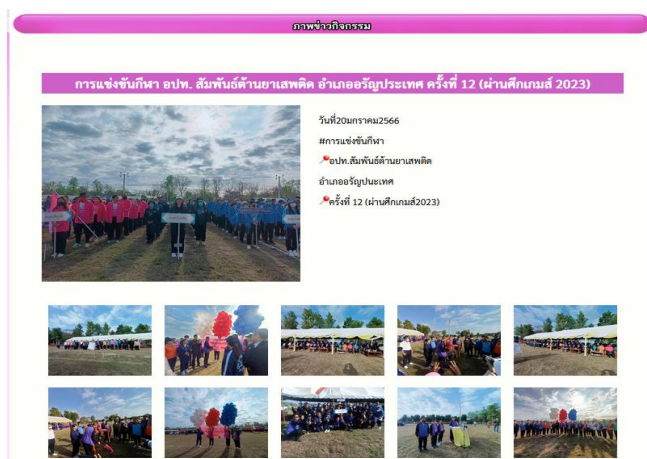 ภาพข่าวกิจกรรม
การแข่งขันกีฬา อปท. สัมพันธ์ต้านยาเสพติด อำเภออรัญประเทศ ครั้งที่ 12 (ผ่านศึกเกมส์ 2023)
วันที่20มกราคม2566
#การแข่งขันกีฬา
📍อปท.สัมพันธ์ต้านยาเสพติด
อำเภออรัญปนะเทศ
📍ครั้งที่ 12 (ผ่านศึกเกมส์2023)